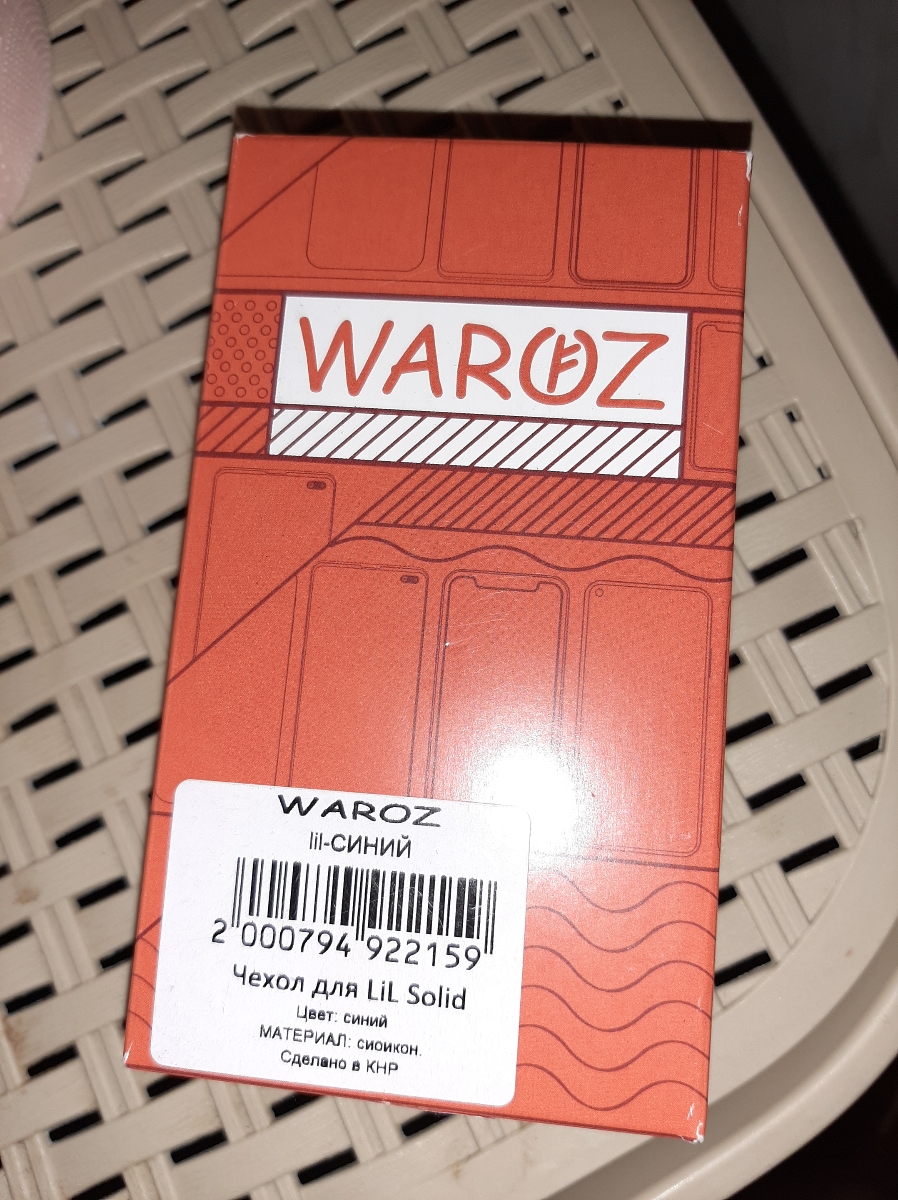 WAROZ
WAROZ
lil-СИНИЙ
2 000794 922159
Чехол для LiL Solid
Цвет: синий
МАТЕРИАЛ: сиоикон.
Сделано в КНР